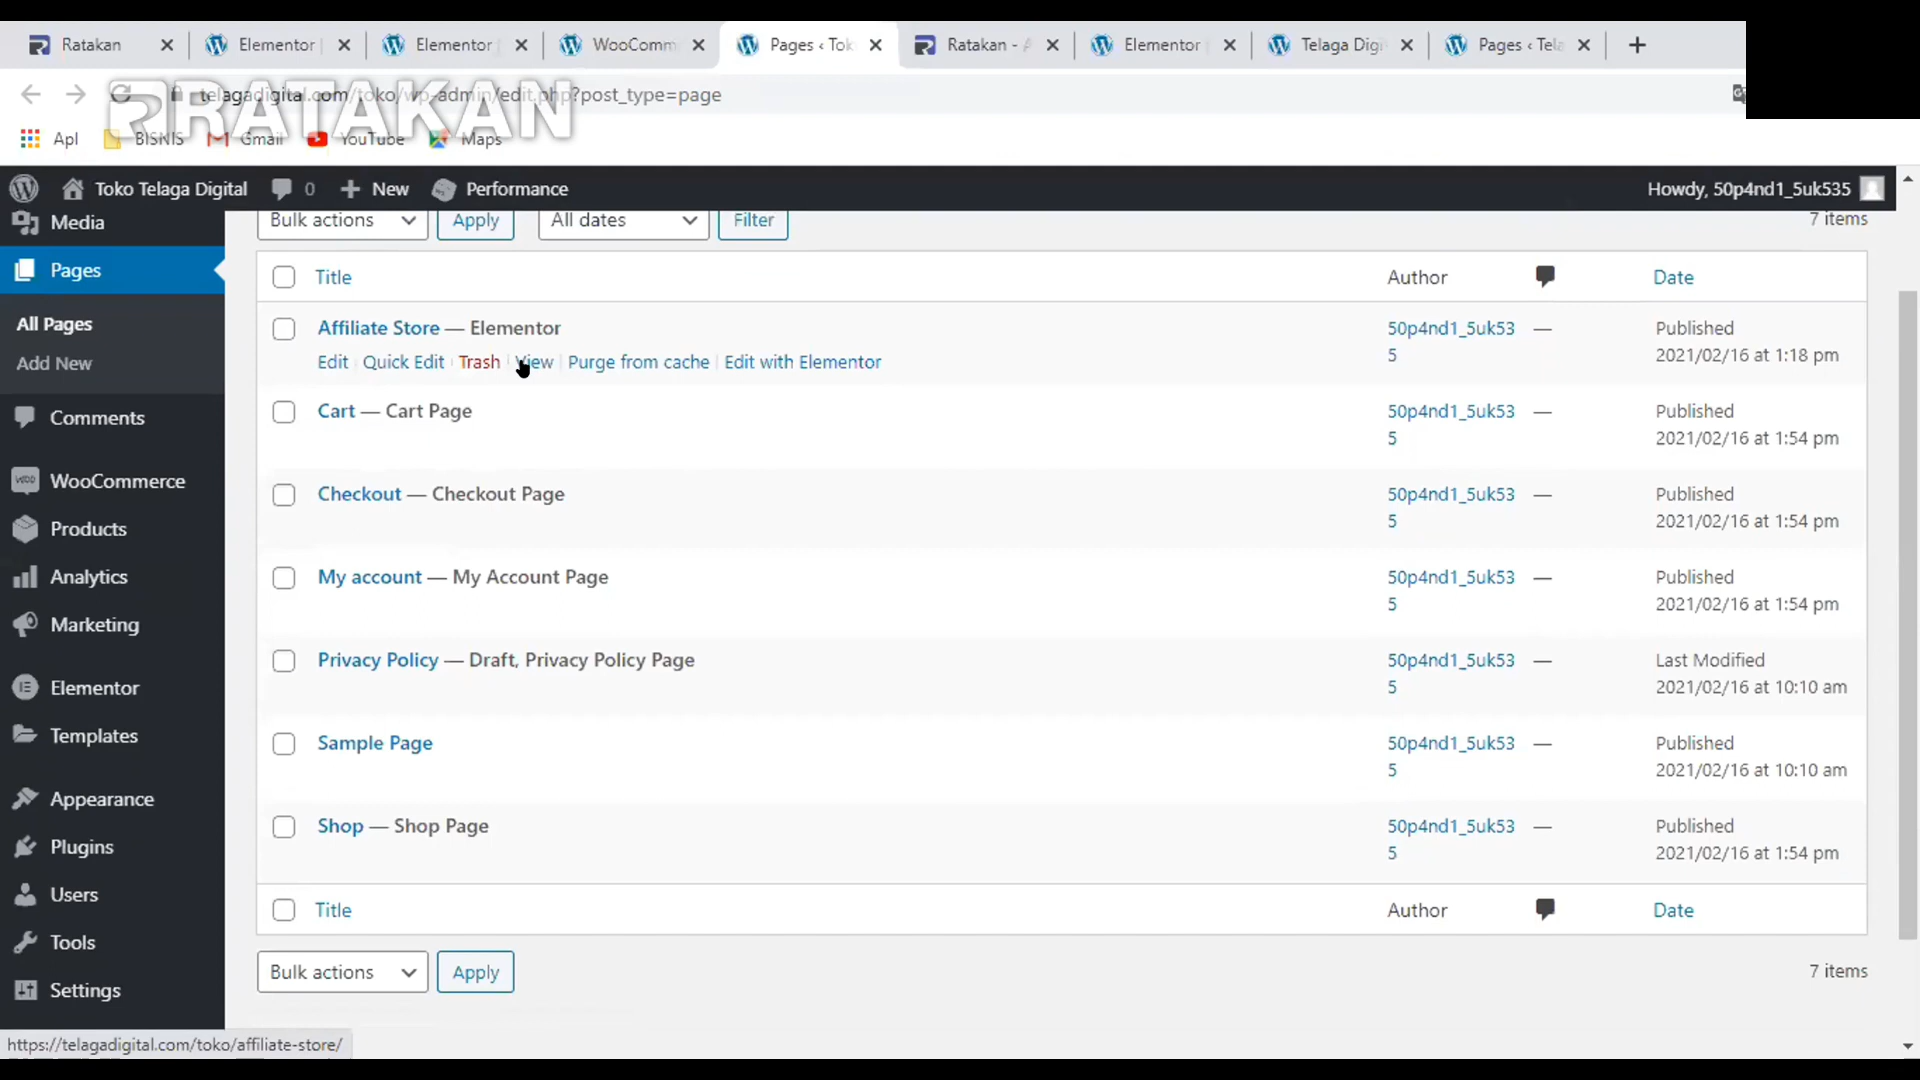 Ratakan
Elementor
Elementor
WooComm
Pages ‹ Tok
Ratakan - A
Elementor
Telaga Digi
Pages ‹ Tela
telagadigital.com/toko/wp-admin/edit.php?post_type=page
RATAKAN
Apl
BISNIS
Gmail
YouTube
Maps
Toko Telaga Digital
0
New
Performance
Howdy, 50p4nd1_5uk535
Media
Pages
All Pages
Add New
Comments
WooCommerce
Products
Analytics
Marketing
Elementor
Templates
Appearance
Plugins
Users
Tools
Settings
Bulk actions
Apply
All dates
Filter
7 items
Title
Author
Date
Affiliate Store — Elementor
50p4nd1_5uk53
5
—
Published
2021/02/16 at 1:18 pm
Edit | Quick Edit | Trash | View | Purge from cache | Edit with Elementor
Cart — Cart Page
50p4nd1_5uk53
5
—
Published
2021/02/16 at 1:54 pm
Checkout — Checkout Page
50p4nd1_5uk53
5
—
Published
2021/02/16 at 1:54 pm
My account — My Account Page
50p4nd1_5uk53
5
—
Published
2021/02/16 at 1:54 pm
Privacy Policy — Draft, Privacy Policy Page
50p4nd1_5uk53
5
—
Last Modified
2021/02/16 at 10:10 am
Sample Page
50p4nd1_5uk53
5
—
Published
2021/02/16 at 10:10 am
Shop — Shop Page
50p4nd1_5uk53
5
—
Published
2021/02/16 at 1:54 pm
Title
Author
Date
Bulk actions
Apply
7 items
https://telagadigital.com/toko/affiliate-store/